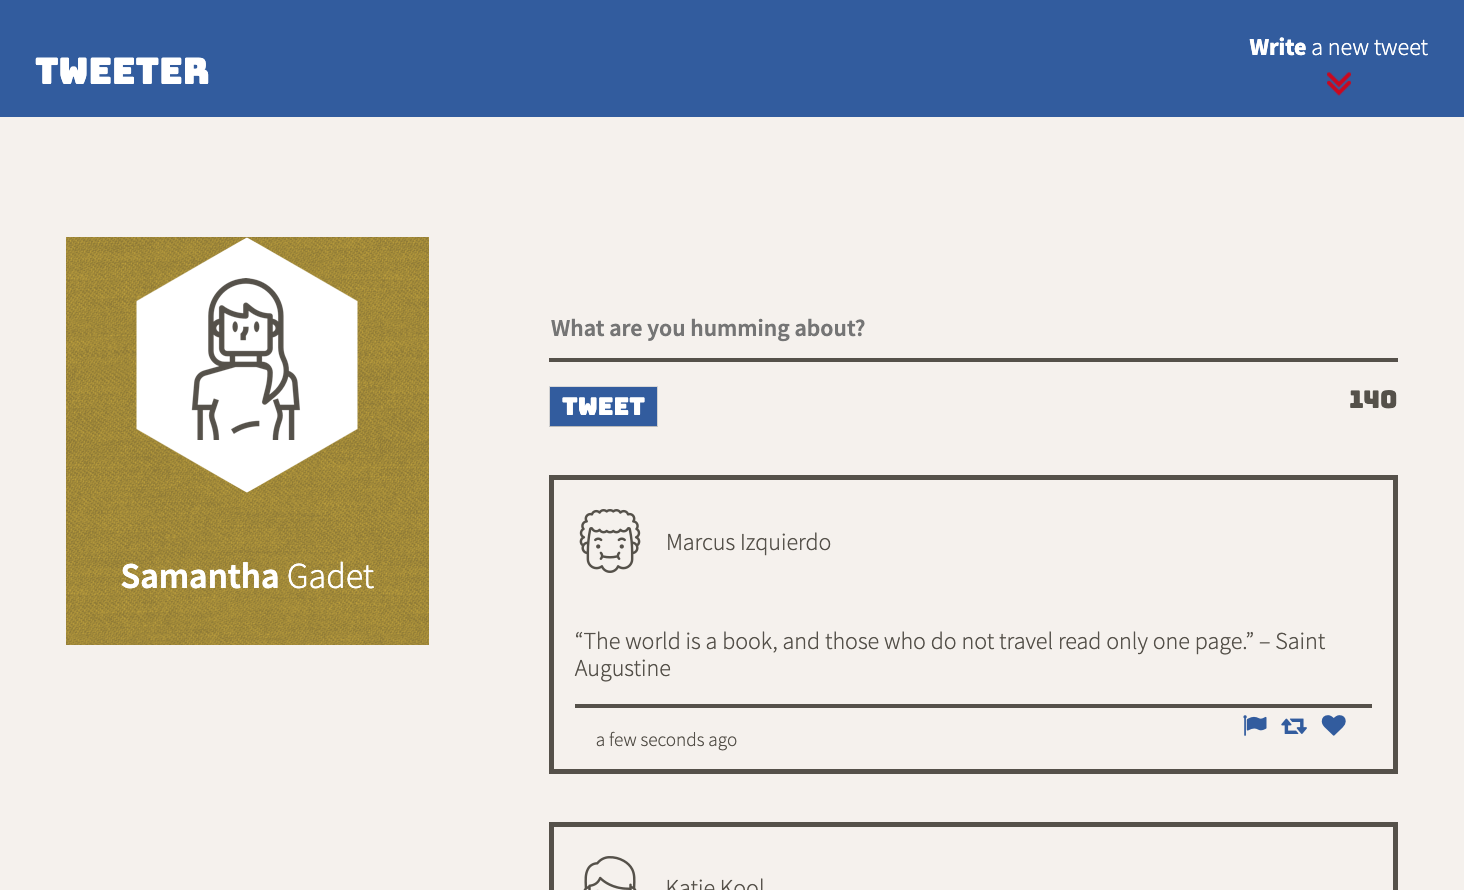 TWEETER
Write a new tweet
Samantha Gadet
What are you humming about?
TWEET
140
Marcus Izquierdo
“The world is a book, and those who do not travel read only one page.” – Saint
Augustine
a few seconds ago
Katie Kool